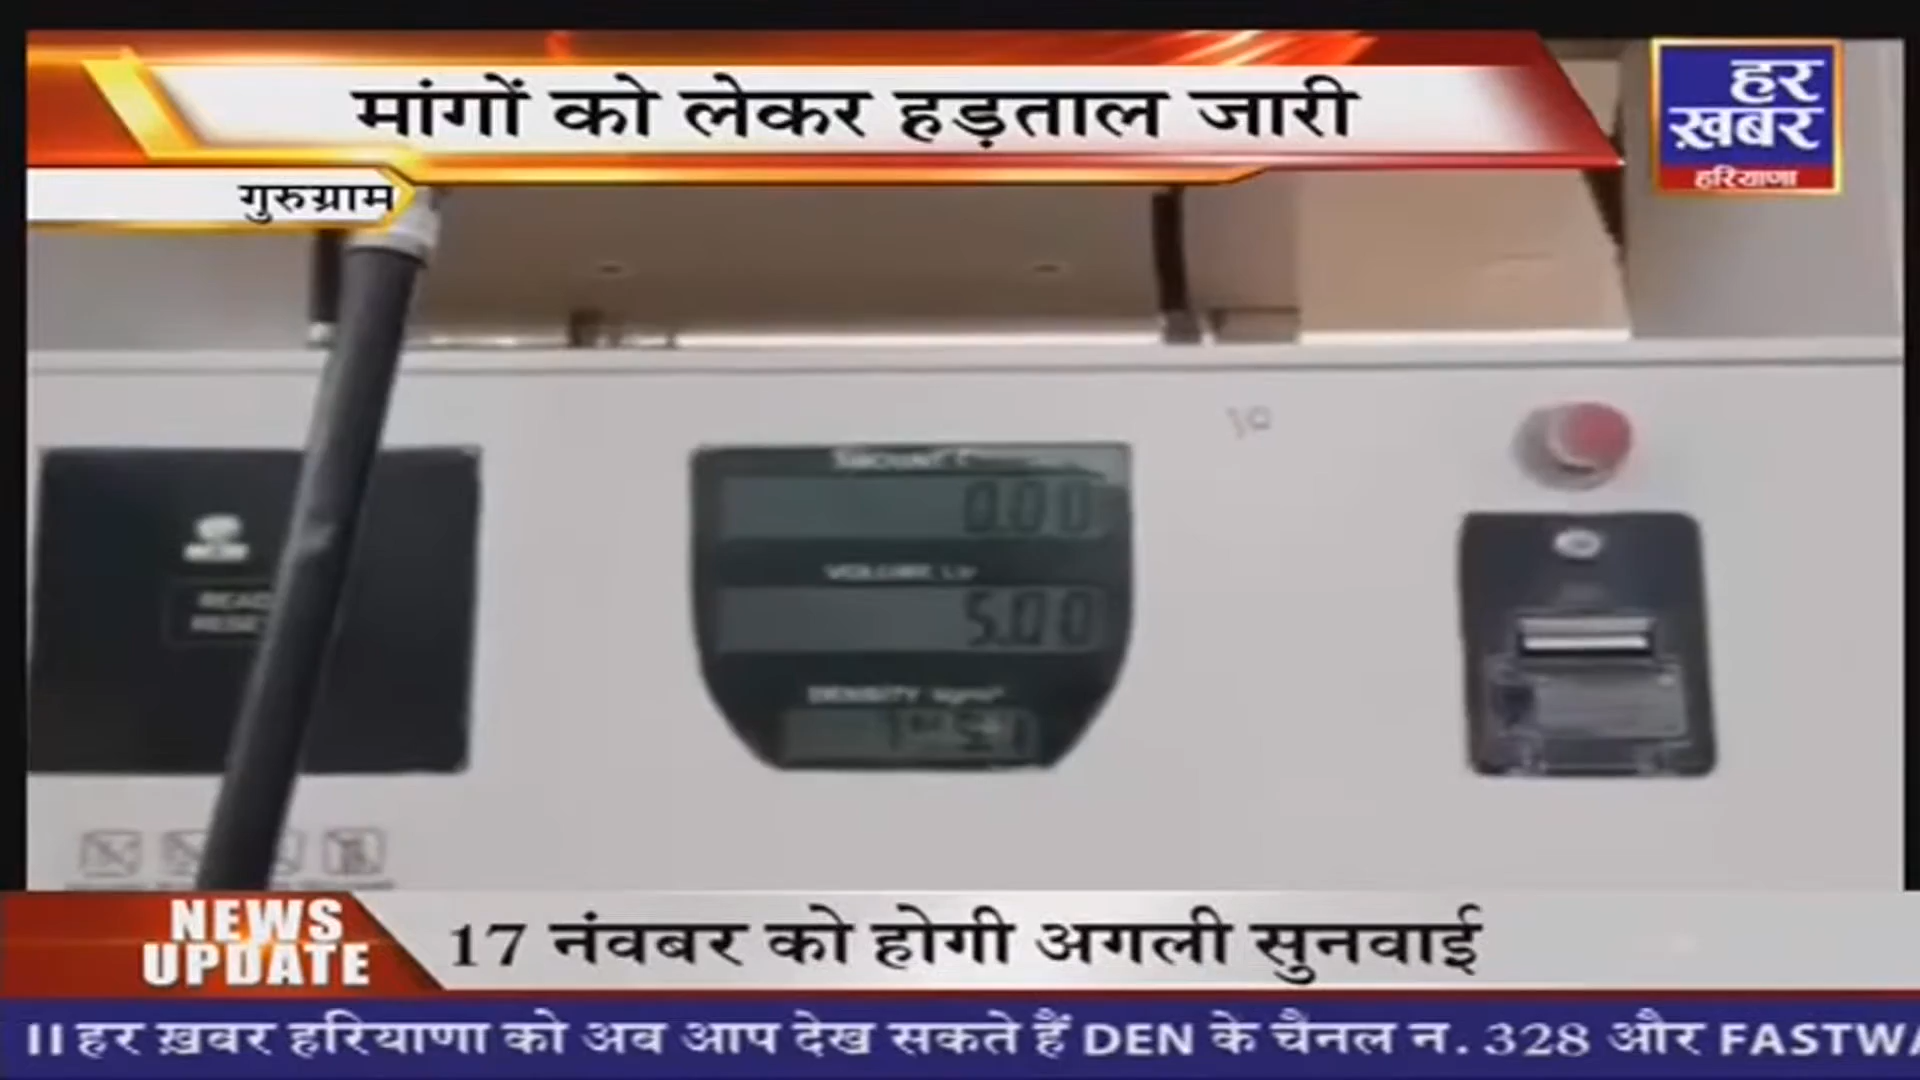 मांगों को लेकर हड़ताल जारी
हर
ख़बर
हरियाणा
गुरुग्राम
0.00
5.00
DENSITY
NEWS
UPDATE
17 नंवबर को होगी अगली सुनवाई
॥ हर ख़बर हरियाणा को अब आप देख सकते हैं DEN के चैनल न. 328 और FASTWA